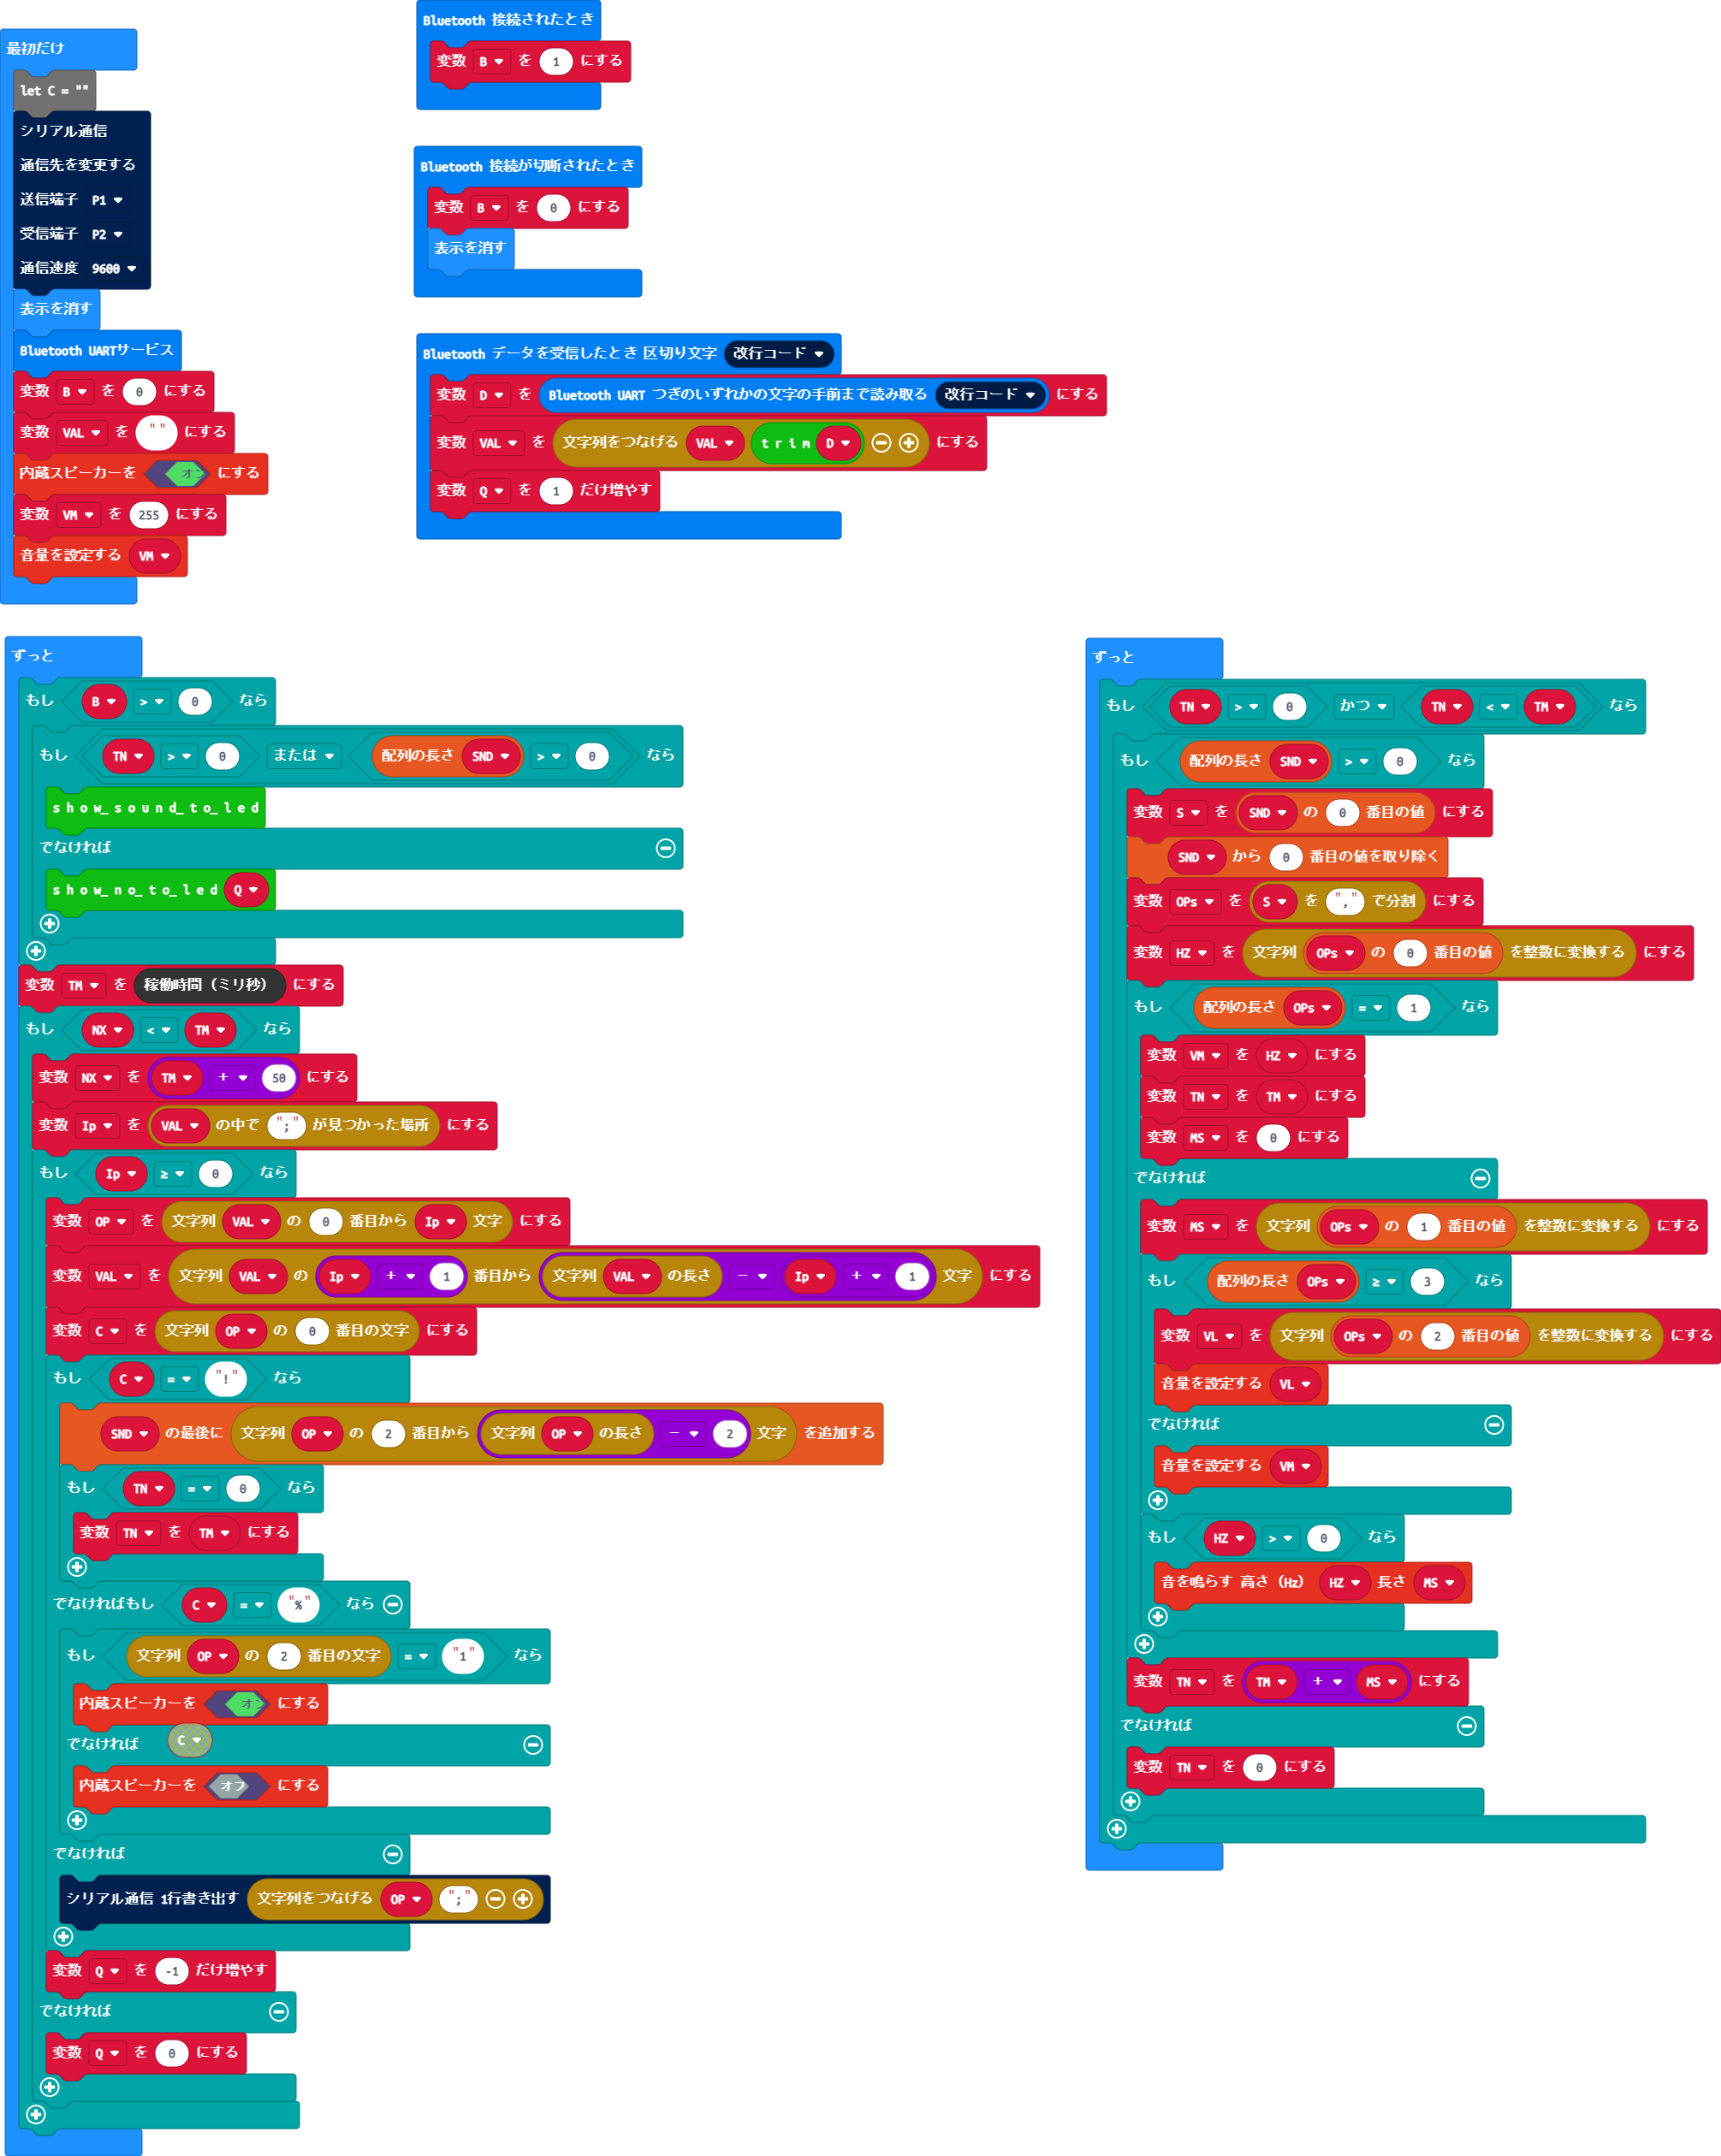 最初だけ
let C = ""
シリアル通信
通信先を変更する
送信端子 P1
受信端子 P2
通信速度 9600
表示を消す
Bluetooth UARTサービス
変数 B を 0 にする
変数 VAL を "" にする
内蔵スピーカーを オン にする
変数 VM を 255 にする
音量を設定する VM
Bluetooth 接続されたとき
変数 B を 1 にする
Bluetooth 接続が切断されたとき
変数 B を 0 にする
表示を消す
Bluetooth データを受信したとき 区切り文字 改行コード
変数 D を Bluetooth UART つぎのいずれかの文字の手前まで読み取る 改行コード にする
変数 VAL を 文字列をつなげる VAL trim D にする
変数 Q を 1 だけ増やす
ずっと
もし B > 0 なら
もし TN > 0 または 配列の長さ SND > 0 なら
show_sound_to_led
でなければ
show_no_to_led Q
変数 TM を 稼働時間（ミリ秒） にする
もし NX < TM なら
変数 NX を TM + 50 にする
変数 Ip を VAL の中で ";" が見つかった場所 にする
もし Ip ≥ 0 なら
変数 OP を 文字列 VAL の 0 番目から Ip 文字 にする
変数 VAL を 文字列 VAL の Ip + 1 番目から 文字列 VAL の長さ - Ip + 1 文字 にする
変数 C を 文字列 OP の 0 番目の文字 にする
もし C = "!" なら
SND の最後に 文字列 OP の 2 番目から 文字列 OP の長さ - 2 文字 を追加する
もし TN = 0 なら
変数 TN を TM にする
でなければもし C = "%" なら
もし 文字列 OP の 2 番目の文字 = "1" なら
内蔵スピーカーを オン にする
でなければ
C
内蔵スピーカーを オフ にする
でなければ
シリアル通信 1行書き出す 文字列をつなげる OP ";"
変数 Q を -1 だけ増やす
でなければ
変数 Q を 0 にする
ずっと
もし TN > 0 かつ TN < TM なら
もし 配列の長さ SND > 0 なら
変数 S を SND の 0 番目の値 にする
SND から 0 番目の値を取り除く
変数 OPs を S を "," で分割 にする
変数 HZ を 文字列 OPs の 0 番目の値 を整数に変換する にする
もし 配列の長さ OPs = 1 なら
変数 VM を HZ にする
変数 TN を TM にする
変数 MS を 0 にする
でなければ
変数 MS を 文字列 OPs の 1 番目の値 を整数に変換する にする
もし 配列の長さ OPs ≥ 3 なら
変数 VL を 文字列 OPs の 2 番目の値 を整数に変換する にする
音量を設定する VL
でなければ
音量を設定する VM
もし HZ > 0 なら
音を鳴らす 高さ（Hz） HZ 長さ MS
変数 TN を TM + MS にする
でなければ
変数 TN を 0 にする